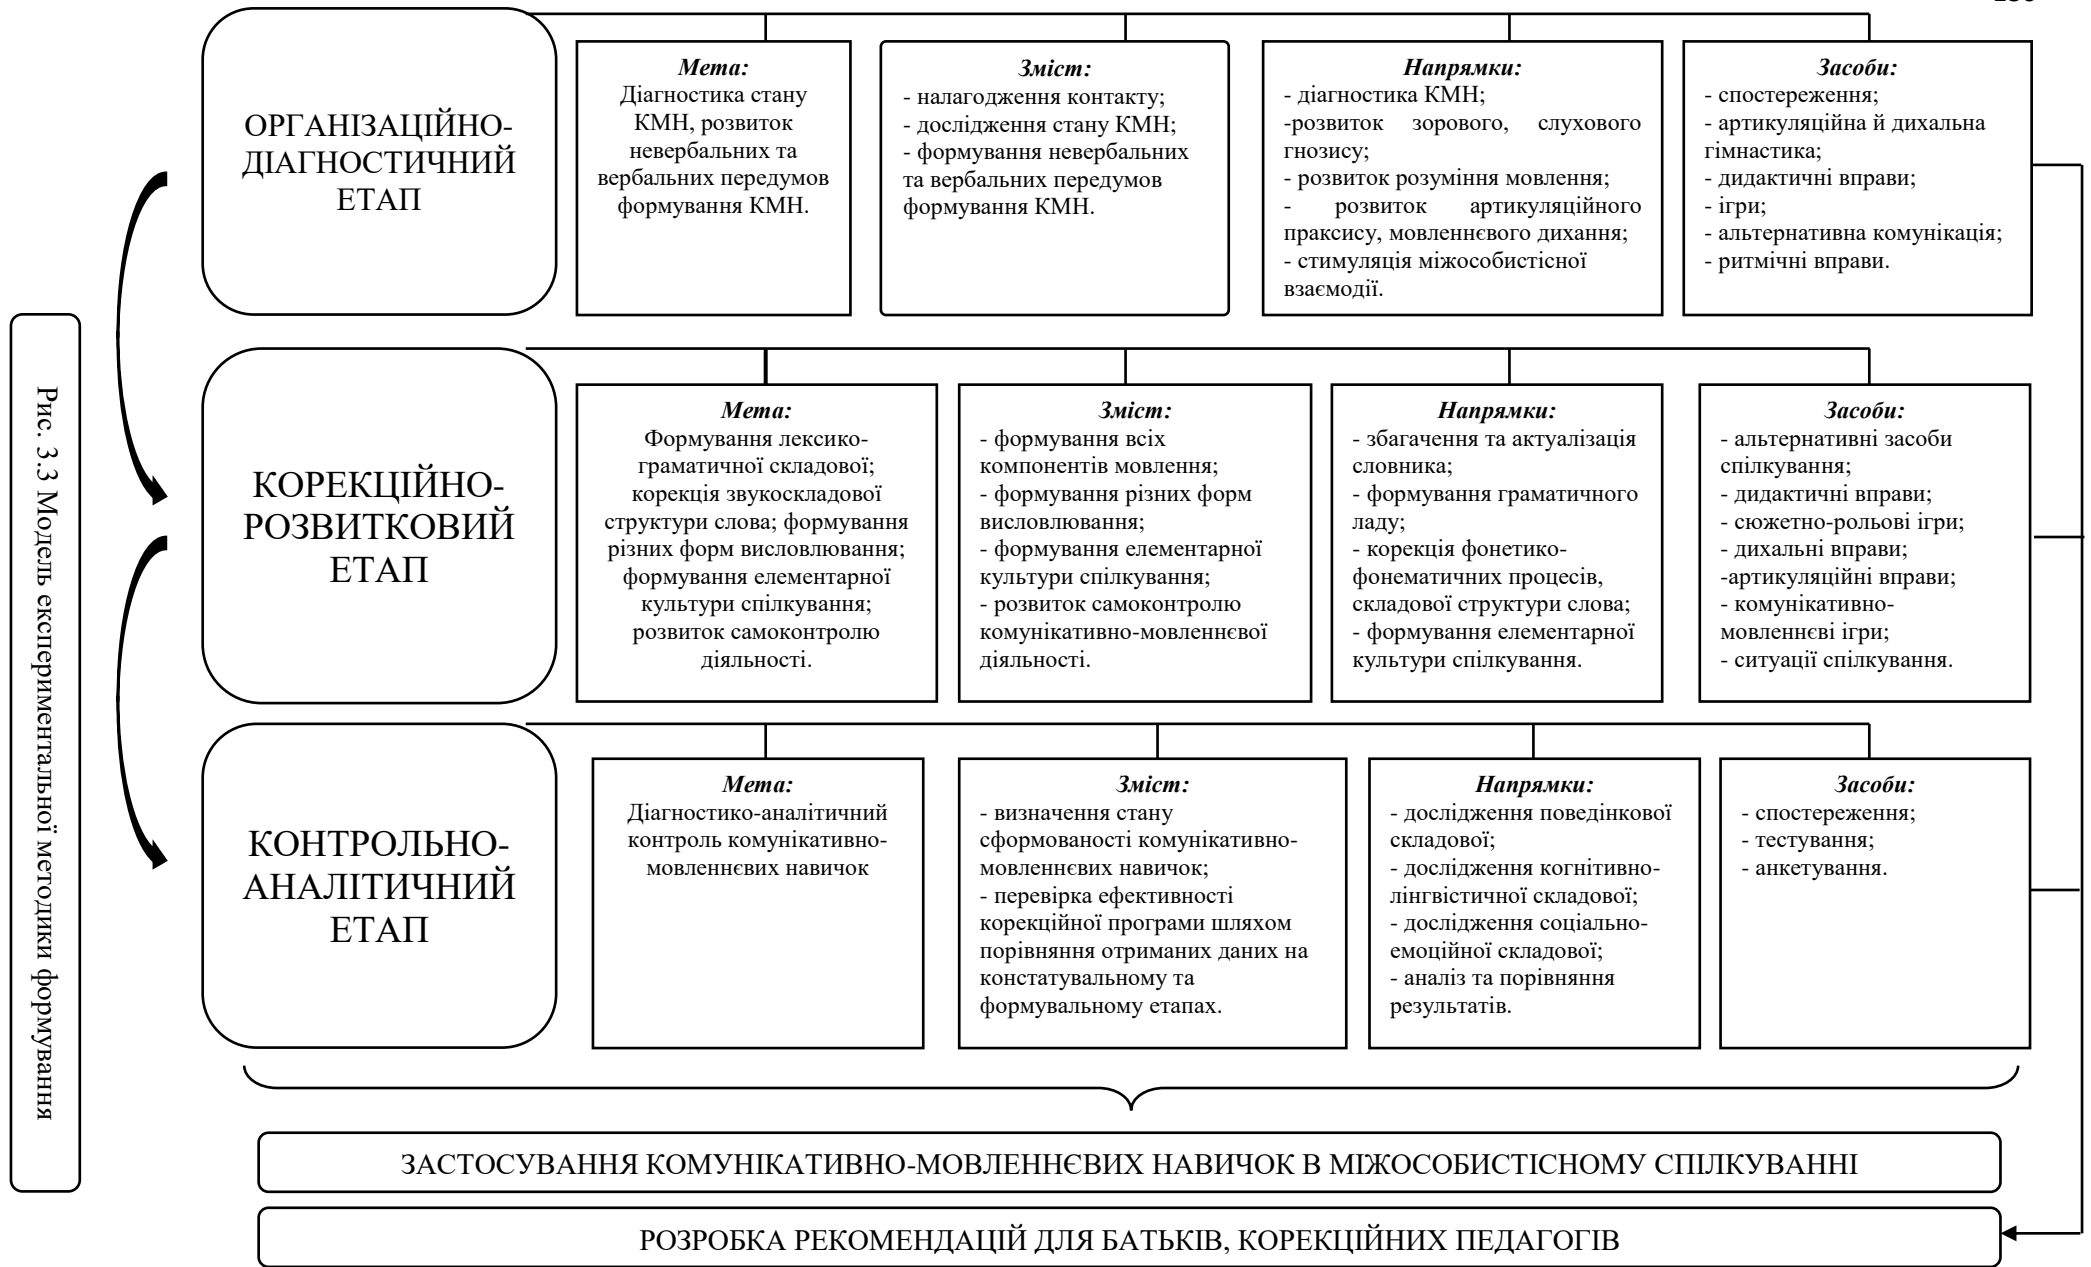 ОРГАНІЗАЦІЙНО-
ДІАГНОСТИЧНИЙ
ЕТАП
Мета:
Діагностика стану
КМН, розвиток
невербальних та
вербальних передумов
формування КМН.
Зміст:
- налагодження контакту;
- дослідження стану КМН;
- формування невербальних
та вербальних передумов
формування КМН.
Напрямки:
- діагностика КМН;
-розвиток зорового, слухового
гнозису;
- розвиток розуміння мовлення;
- розвиток артикуляційного
праксису, мовленнєвого дихання;
- стимуляція міжособистісної
взаємодії.
Засоби:
- спостереження;
- артикуляційна й дихальна
гімнастика;
- дидактичні вправи;
- ігри;
- альтернативна комунікація;
- ритмічні вправи.
Рис. 3.3 Модель експериментальної методики формування
КОРЕКЦІЙНО-
РОЗВИТКОВИЙ
ЕТАП
Мета:
Формування лексико-
граматичної складової;
корекція звукоскладової
структури слова; формування
різних форм висловлювання;
формування елементарної
культури спілкування;
розвиток самоконтролю
діяльності.
Зміст:
- формування всіх
компонентів мовлення;
- формування різних форм
висловлювання;
- формування елементарної
культури спілкування;
- розвиток самоконтролю
комунікативно-мовленнєвої
діяльності.
Напрямки:
- збагачення та актуалізація
словника;
- формування граматичного
ладу;
- корекція фонетико-
фонематичних процесів,
складової структури слова;
- формування елементарної
культури спілкування.
Засоби:
- альтернативні засоби
спілкування;
- дидактичні вправи;
- сюжетно-рольові ігри;
- дихальні вправи;
-артикуляційні вправи;
- комунікативно-
мовленнєві ігри;
- ситуації спілкування.
КОНТРОЛЬНО-
АНАЛІТИЧНИЙ
ЕТАП
Мета:
Діагностико-аналітичний
контроль комунікативно-
мовленнєвих навичок
Зміст:
- визначення стану
сформованості комунікативно-
мовленнєвих навичок;
- перевірка ефективності
корекційної програми шляхом
порівняння отриманих даних на
констатувальному та
формувальному етапах.
Напрямки:
- дослідження поведінкової
складової;
- дослідження когнітивно-
лінгвістичної складової;
- дослідження соціально-
емоційної складової;
- аналіз та порівняння
результатів.
Засоби:
- спостереження;
- тестування;
- анкетування.
ЗАСТОСУВАННЯ КОМУНІКАТИВНО-МОВЛЕННЄВИХ НАВИЧОК В МІЖОСОБИСТІСНОМУ СПІЛКУВАННІ
РОЗРОБКА РЕКОМЕНДАЦІЙ ДЛЯ БАТЬКІВ, КОРЕКЦІЙНИХ ПЕДАГОГІВ